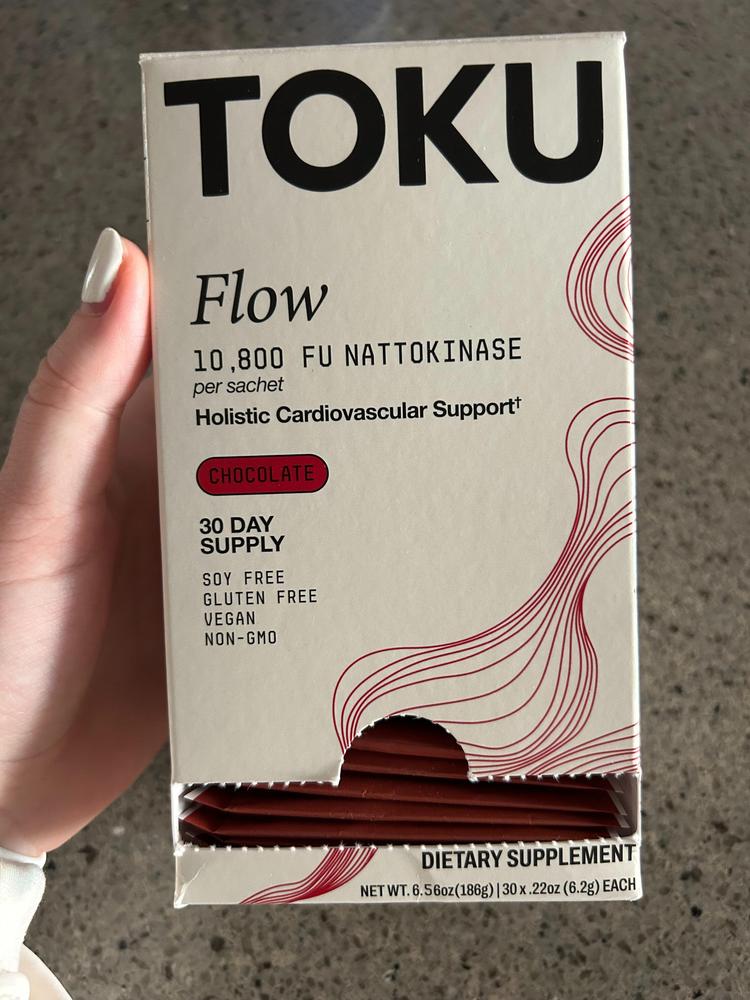 TOKU
Flow
10,800 FU NATTOKINASE
per sachet
Holistic Cardiovascular Support†
CHOCOLATE
30 DAY
SUPPLY
SOY FREE
GLUTEN FREE
VEGAN
NON-GMO
DIETARY SUPPLEMENT
NET WT. 6.56oz(186g) | 30 x .22oz (6.2g) EACH